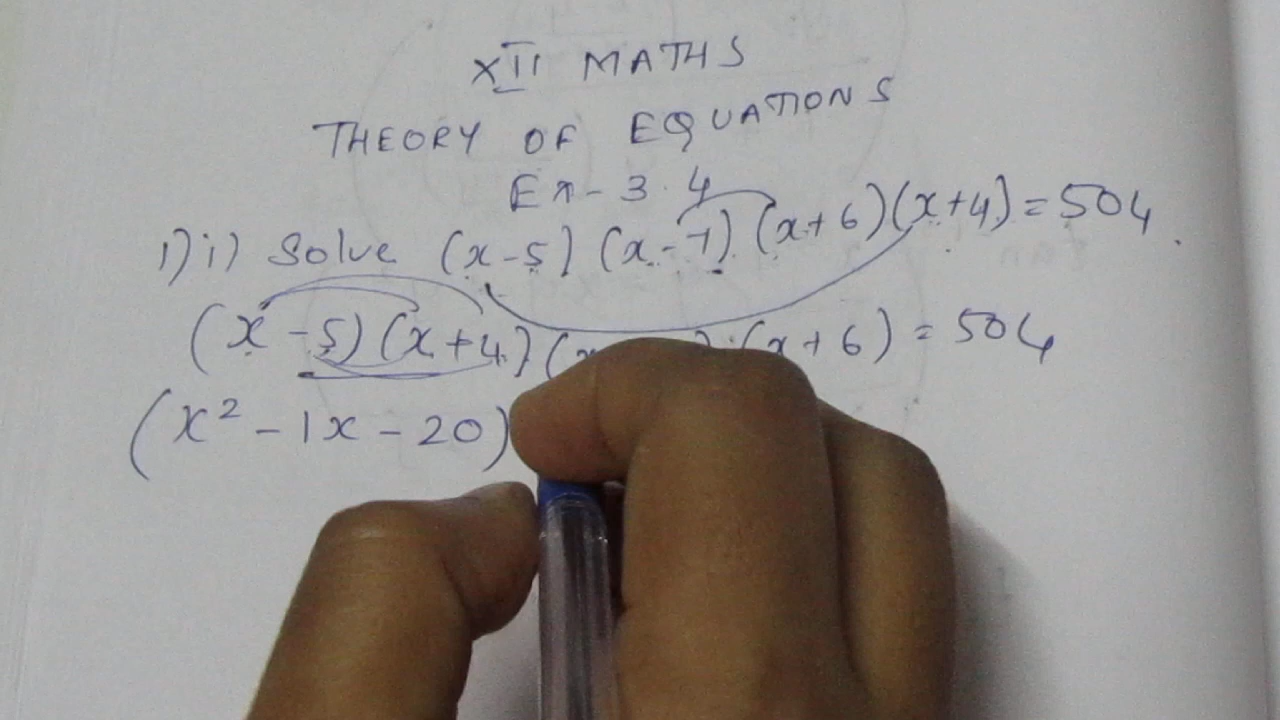 XII MATHS
THEORY OF EQUATIONS
Ex-3.4
1) i) Solve (x-5) (x-7) (x+6)(x+4) = 504.
(x-5)(x+4)(x (x+6) = 504
(x² - 1x - 20)